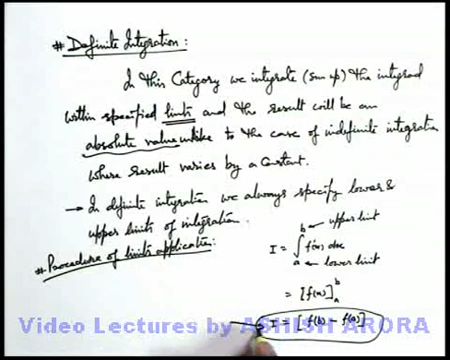 # Definite Integration:
In this Category we integrate (sum up) the integrad
within specified limits and the result will be an
absolute value unlike to the case of indefinite integration
where result varies by a Constant.
→ In definite integration we always specify lower &
upper limits of integration.
# Procedure of limits application:
b ← upper limit
I = ∫ f(x) dx
a ← lower limit
= [f(x)]ₐᵇ
I = [f(b) - f(a)]
Video Lectures by ASHISH ARORA